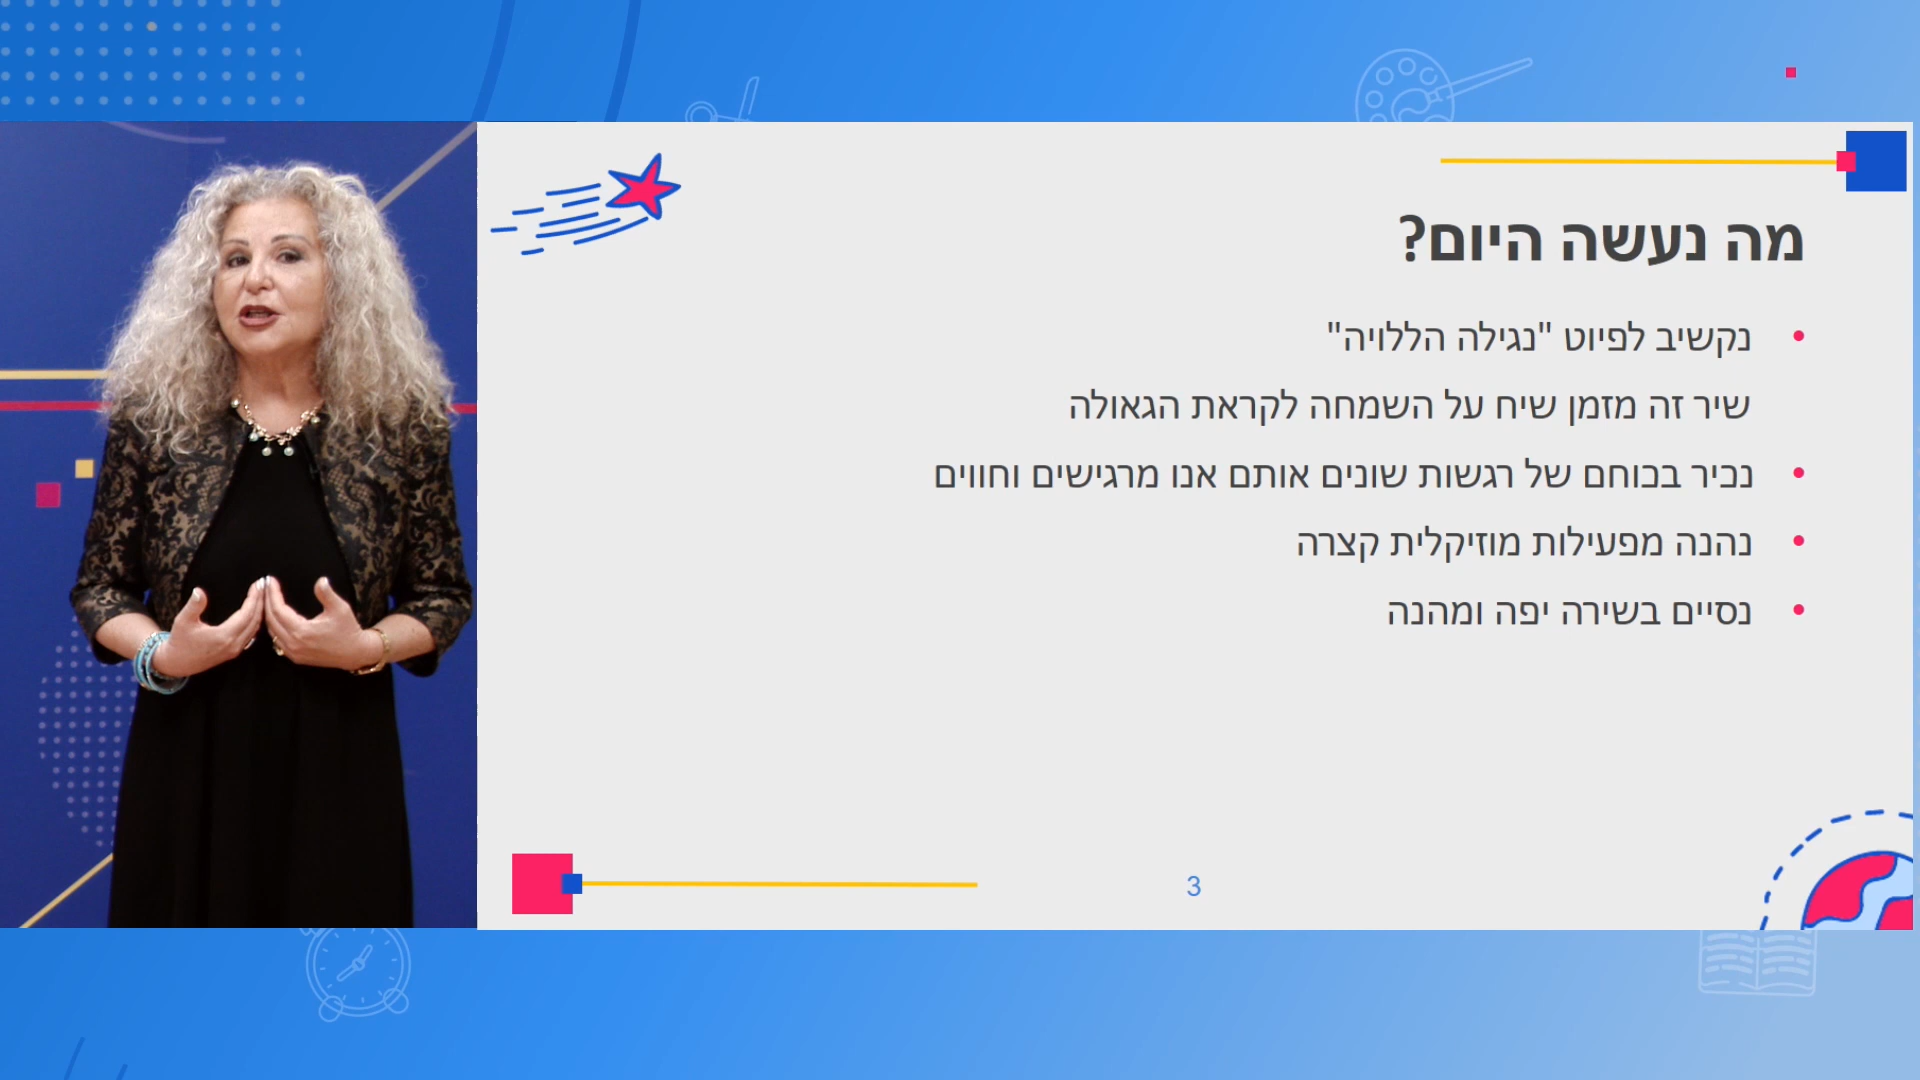 מה נעשה היום?
• נקשיב לפיוט "נגילה הללויה"
שיר זה מזמן שיח על השמחה לקראת הגאולה
• נכיר בכוחם של רגשות שונים אותם אנו מרגישים וחווים
• נהנה מפעילות מוזיקלית קצרה
• נסיים בשירה יפה ומהנה
3